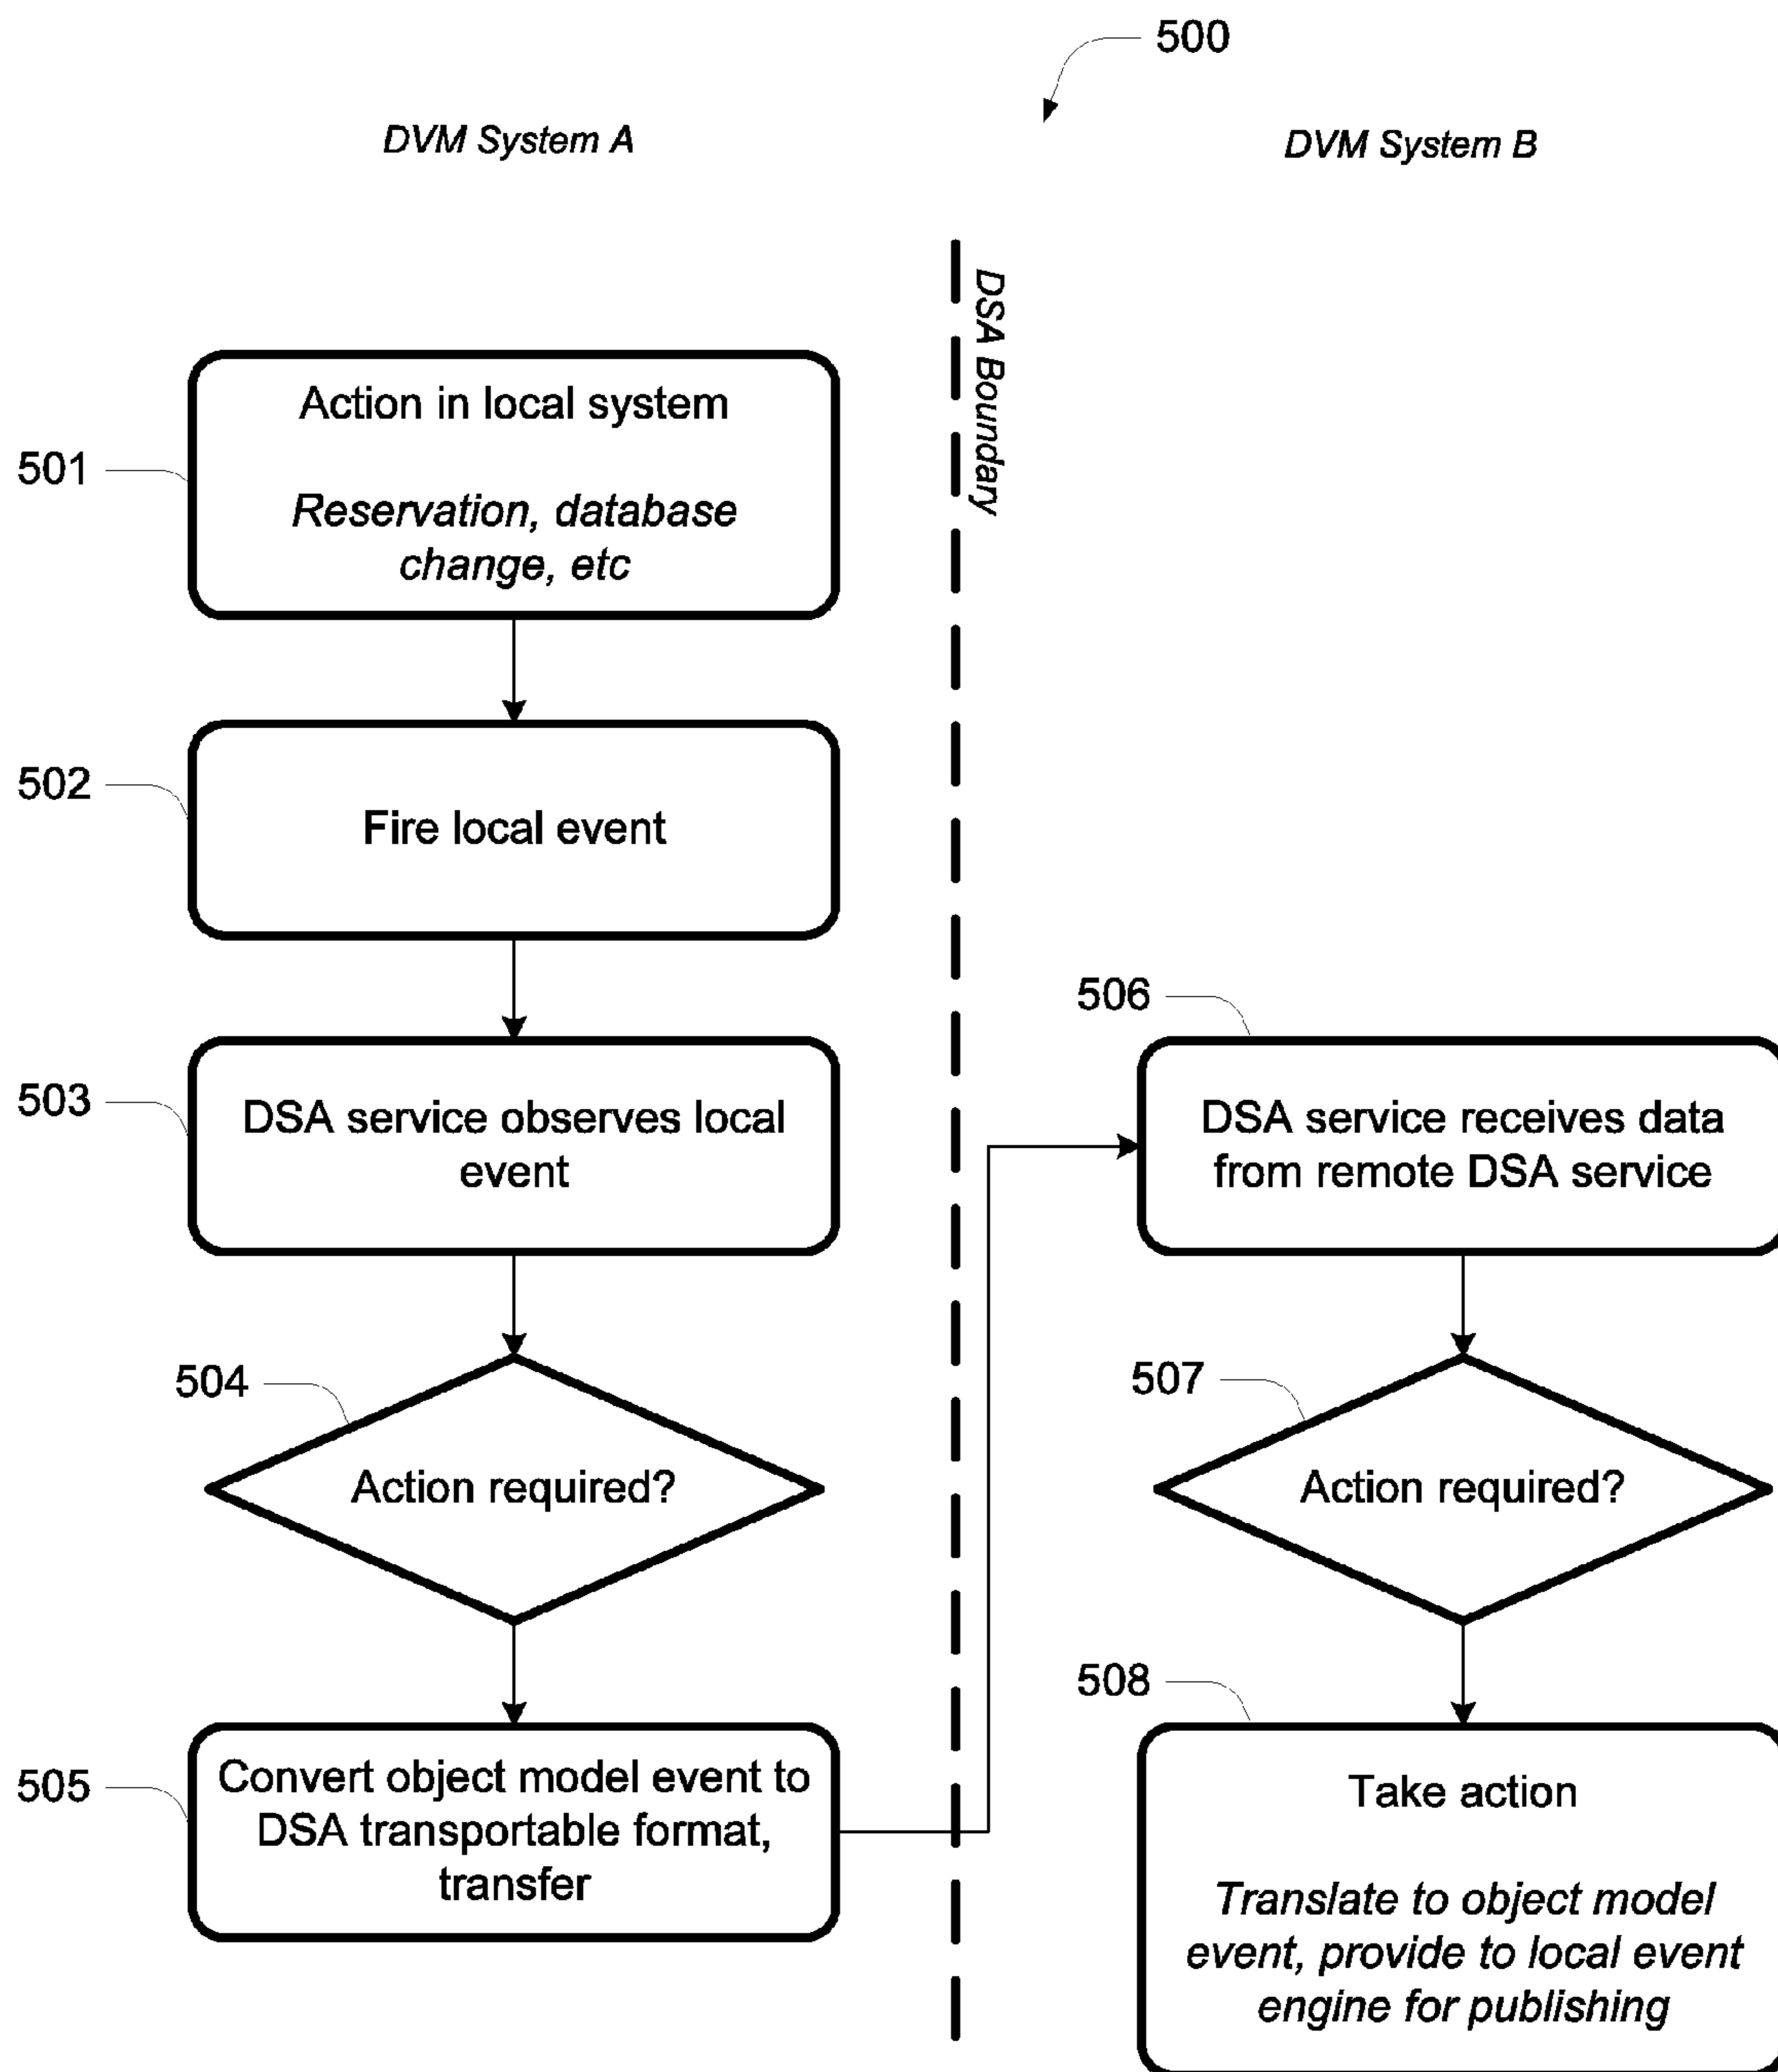 500
DVM System A
DVM System B
DSA Boundary
501
Action in local system
Reservation, database
change, etc
502
Fire local event
503
DSA service observes local
event
504
Action required?
505
Convert object model event to
DSA transportable format,
transfer
506
DSA service receives data
from remote DSA service
507
Action required?
508
Take action
Translate to object model
event, provide to local event
engine for publishing